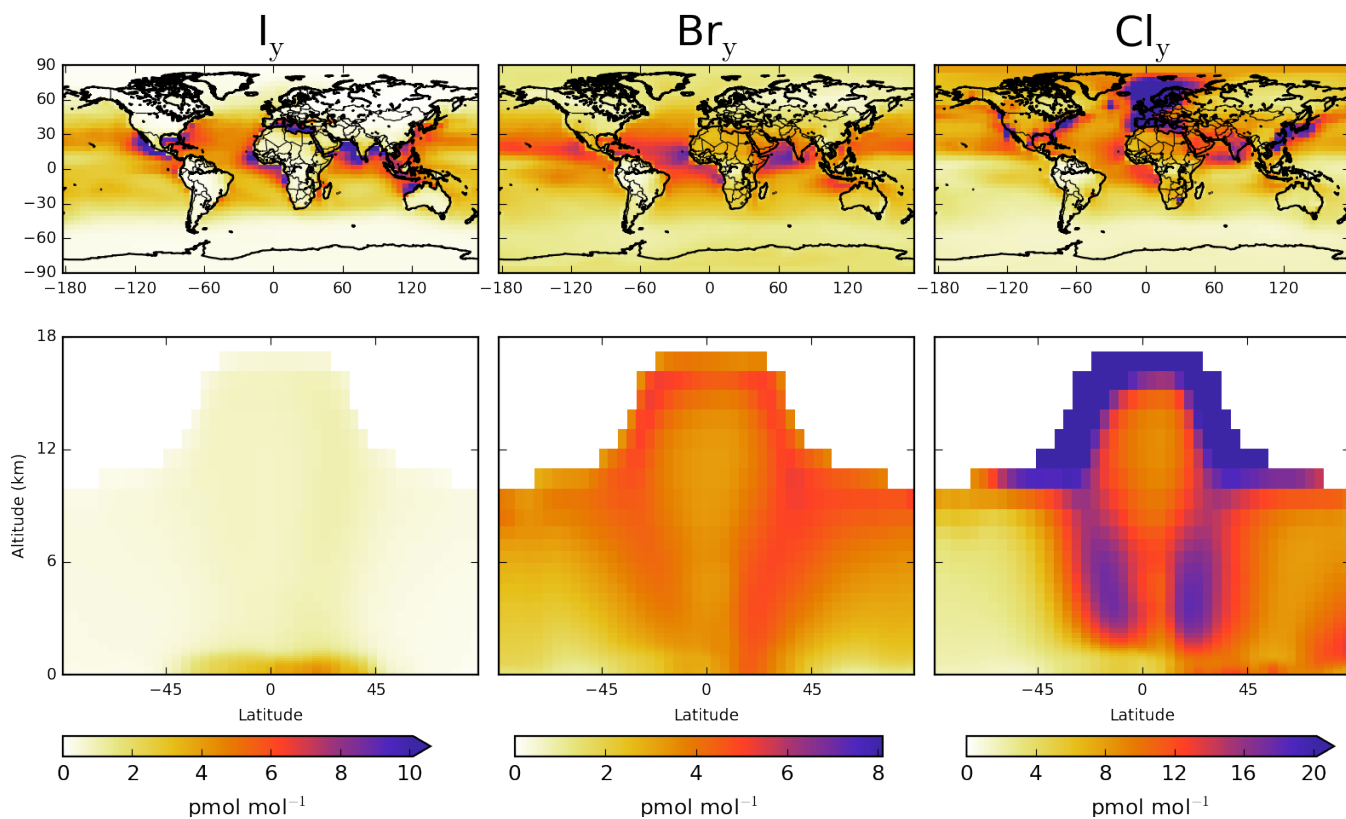 I_y Br_y Cl_y
90
60
30
0
−30
−60
−90
−180 −120 −60 0 60 120 −180 −120 −60 0 60 120 −180 −120 −60 0 60 120
18
12
6
0
Altitude (km)
−45 0 45 −45 0 45 −45 0 45
Latitude Latitude Latitude
0 2 4 6 8 10 0 2 4 6 8 0 4 8 12 16 20
pmol mol⁻¹ pmol mol⁻¹ pmol mol⁻¹